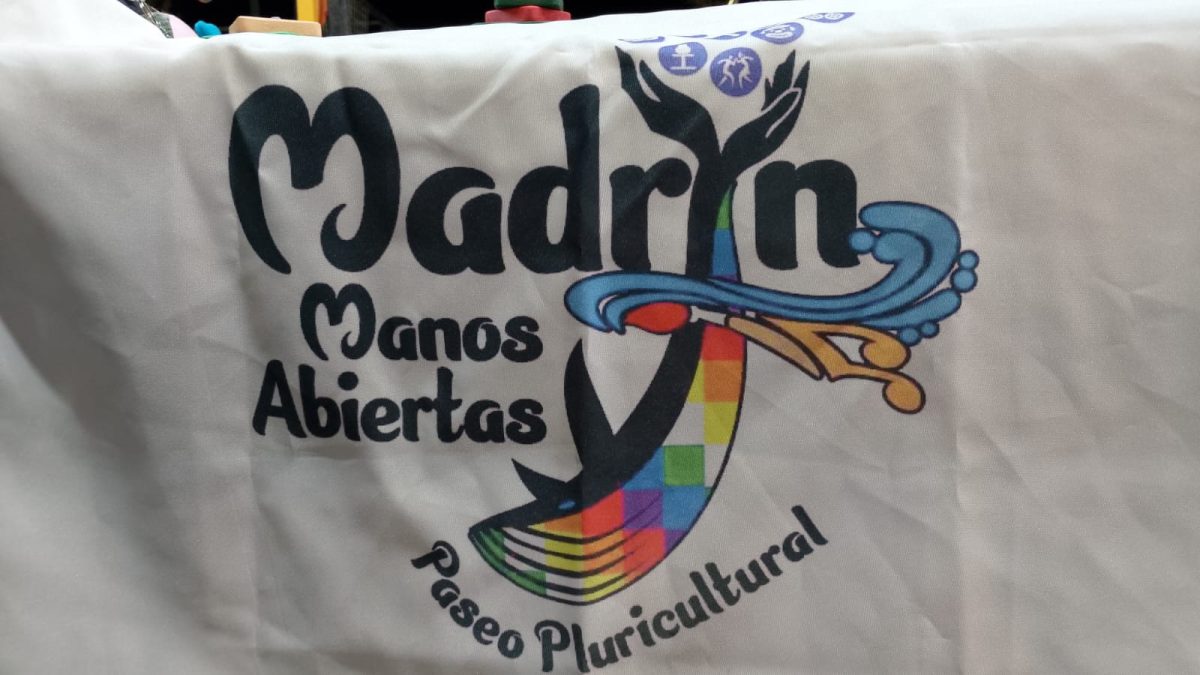 Madryn
Manos
Abiertas
Paseo Pluricultural